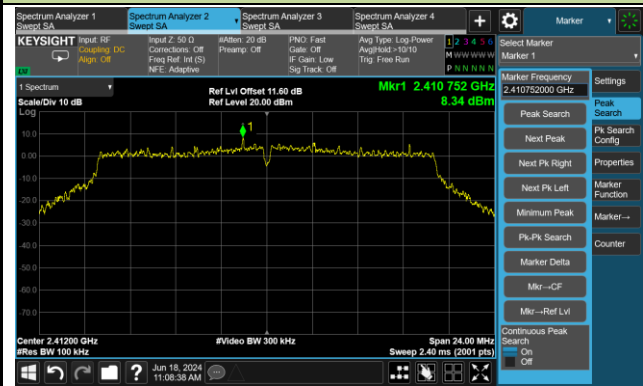 Spectrum Analyzer 1
Swept SA
Spectrum Analyzer 2
Swept SA
Spectrum Analyzer 3
Swept SA
Spectrum Analyzer 4
Swept SA
+
Marker
KEYSIGHT
Input: RF
Coupling: DC
Align: Off
Input Z: 50 Ω
Corrections: Off
Freq Ref: Int (S)
NFE: Adaptive
#Atten: 20 dB
Preamp: Off
PNO: Fast
Gate: Off
IF Gain: Low
Sig Track: Off
Avg Type: Log-Power
Avg|Hold:>10/10
Trig: Free Run
1 2 3 4 5 6
M W W W W W
P N N N N N
LXI
Select Marker
Marker 1
1 Spectrum
Scale/Div 10 dB
Log
Ref Lvl Offset 11.60 dB
Ref Level 20.00 dBm
Mkr1 2.410 752 GHz
8.34 dBm
1
10.0
0.00
-10.0
-20.0
-30.0
-40.0
-50.0
-60.0
-70.0
Center 2.41200 GHz
#Res BW 100 kHz
#Video BW 300 kHz
Span 24.00 MHz
Sweep 2.40 ms (2001 pts)
Marker Frequency
2.410752000 GHz
Peak Search
Next Peak
Next Pk Right
Next Pk Left
Minimum Peak
Pk-Pk Search
Marker Delta
Mkr→CF
Mkr→Ref Lvl
Continuous Peak
Search
On
Off
Settings
Peak
Search
Pk Search
Config
Properties
Marker
Function
Marker→
Counter
?
Jun 18, 2024
11:08:38 AM